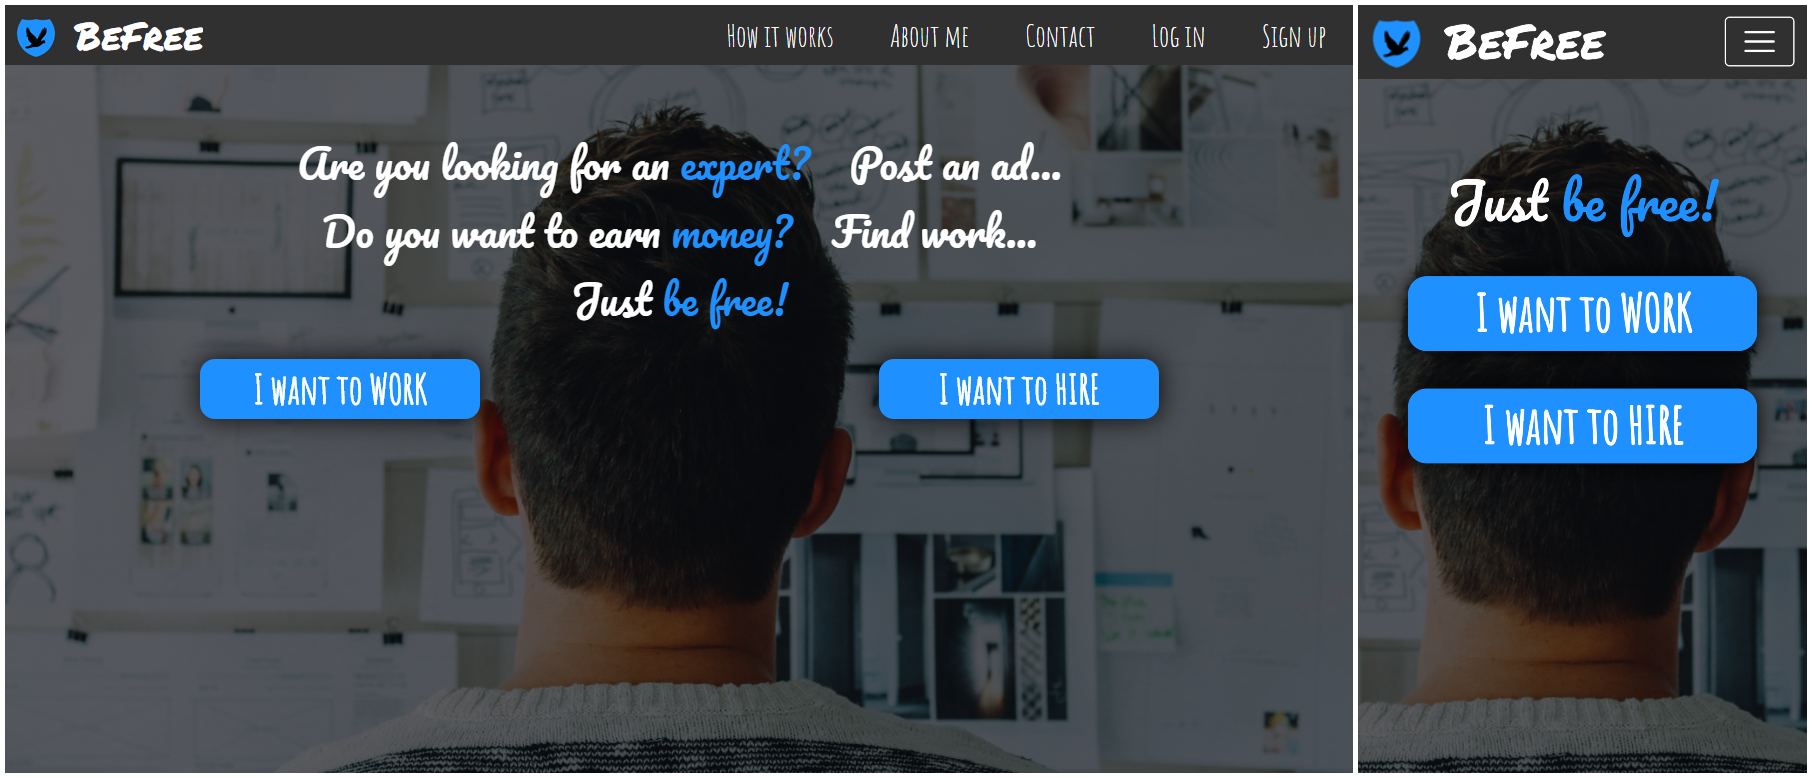 BeFree
How it works About me Contact Log in Sign up
Are you looking for an expert? Post an ad...
Do you want to earn money? Find work...
Just be free!
I want to WORK I want to HIRE
BeFree
Just be free!
I want to WORK
I want to HIRE